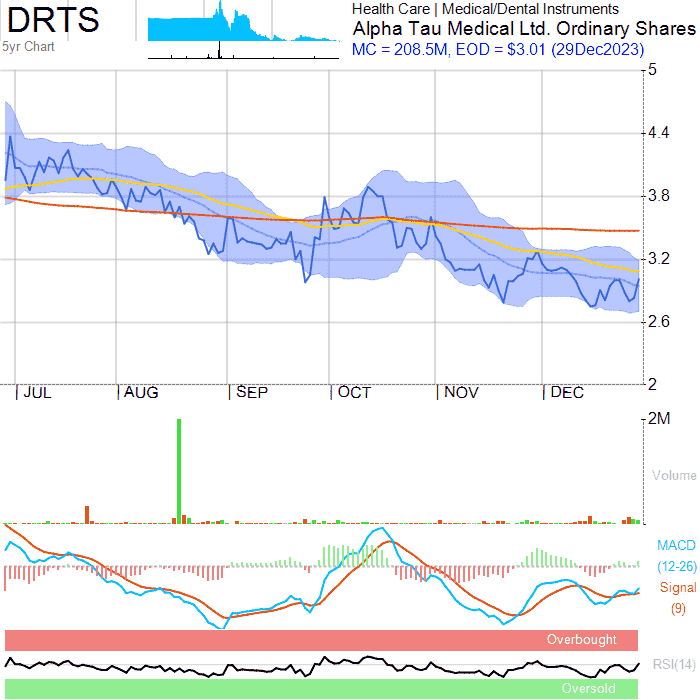 DRTS
5yr Chart
Health Care | Medical/Dental Instruments
Alpha Tau Medical Ltd. Ordinary Shares
MC = 208.5M, EOD = $3.01 (29Dec2023)
5
4.4
3.8
3.2
2.6
2
JUL AUG SEP OCT NOV DEC
2M
Volume
MACD
(12-26)
Signal
(9)
Overbought
RSI(14)
Oversold